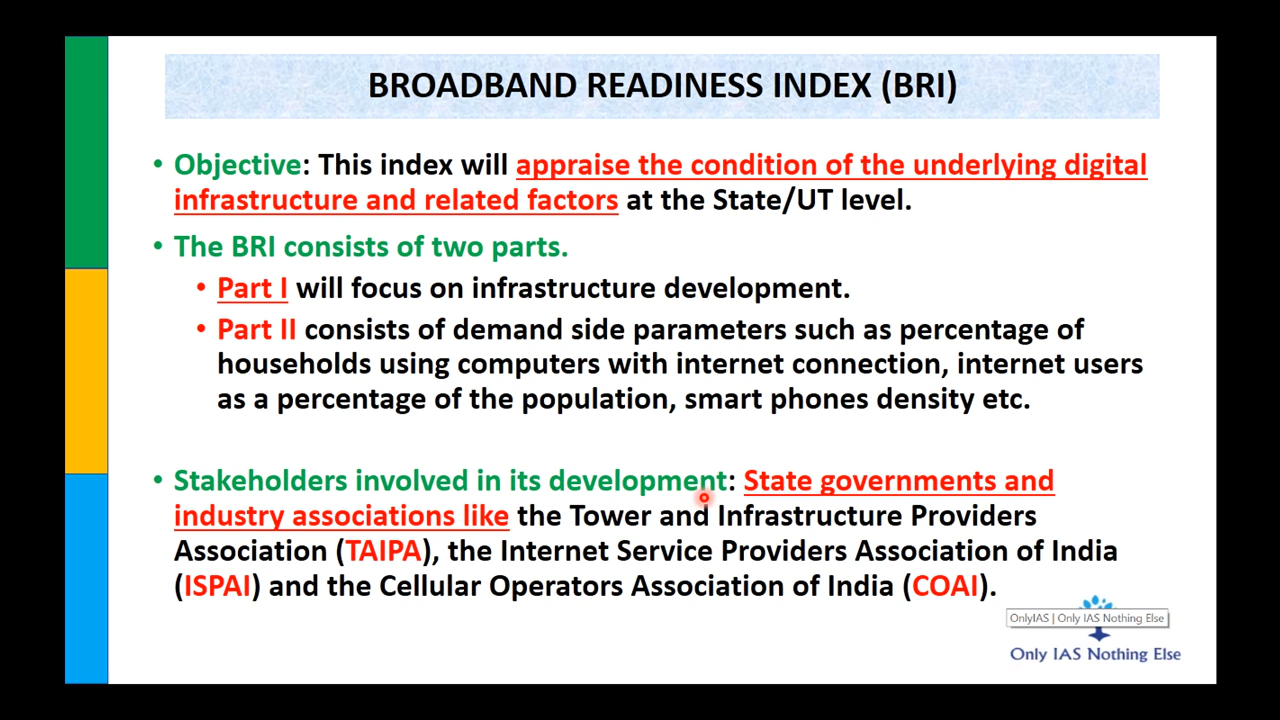 BROADBAND READINESS INDEX (BRI)
• Objective: This index will appraise the condition of the underlying digital
infrastructure and related factors at the State/UT level.
• The BRI consists of two parts.
• Part I will focus on infrastructure development.
• Part II consists of demand side parameters such as percentage of
households using computers with internet connection, internet users
as a percentage of the population, smart phones density etc.
• Stakeholders involved in its development: State governments and
industry associations like the Tower and Infrastructure Providers
Association (TAIPA), the Internet Service Providers Association of India
(ISPAI) and the Cellular Operators Association of India (COAI).
OnlyIAS | Only IAS Nothing Else
Only IAS Nothing Else